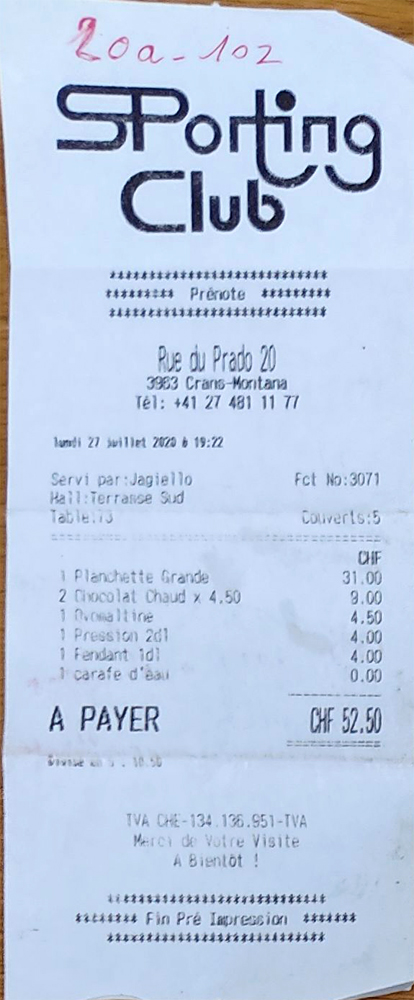 20a-102
SPorting
Club
****************************
********* Prénote *********
****************************
Rue du Prado 20
3963 Crans-Montana
Tél: +41 27 481 11 77
lundi 27 juillet 2020 à 19:22
Servi par:Jagiello Fct No:3071
Hall:Terrasse Sud
Table:73 Couverts:5
CHF
1 Planchette Grande 31.00
2 Chocolat Chaud x 4.50 9.00
1 Ovomaltine 4.50
1 Pression 2dl 4.00
1 Fendant 1dl 4.00
1 carafe d'eau 0.00
A PAYER CHF 52.50
10.50
TVA CHE-134.136.951-TVA
Merci de Votre Visite
A Bientôt !
****************************
******** Fin Pré Impression *******
****************************